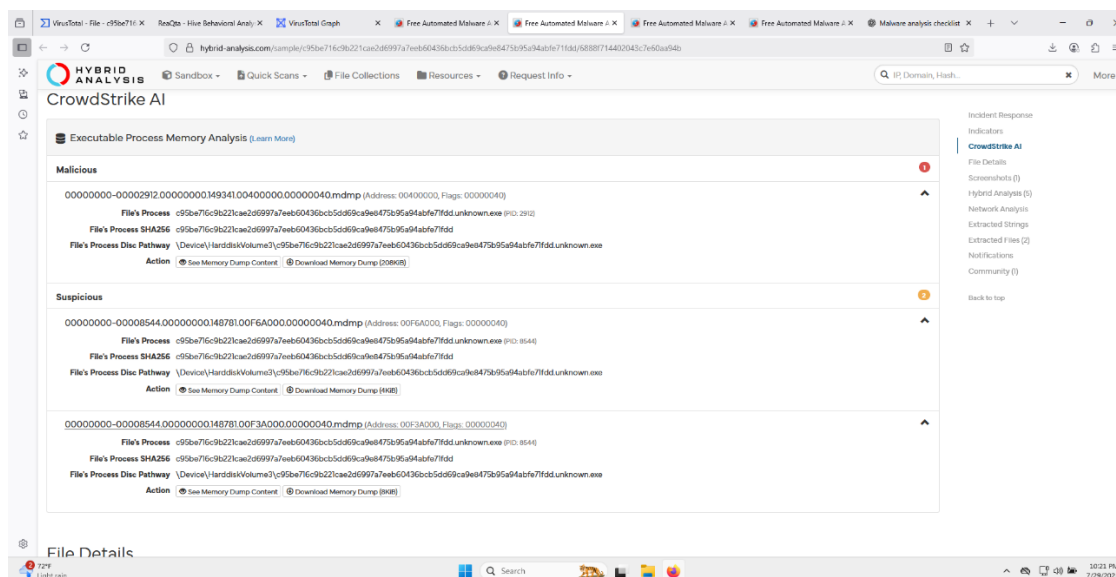 VirusTotal - File - c95be716
ReaQta - Hive Behavioral Analy
VirusTotal Graph
Free Automated Malware A
Free Automated Malware A
Free Automated Malware A
Free Automated Malware A
Malware analysis checklist
hybrid-analysis.com/sample/c95be716c9b221cae2d6997a7eeb60436bcb5dd69ca9e8475b95a94abfe71fdd/6888f714402043c7e60aa94b
HYBRID
ANALYSIS
Sandbox
Quick Scans
File Collections
Resources
Request Info
IP, Domain, Hash...
More
CrowdStrike AI
Executable Process Memory Analysis (Learn More)
Malicious 1
00000000-00002912.00000000.149341.00400000.00000040.mdmp (Address: 00400000, Flags: 00000040)
File's Process c95be716c9b221cae2d6997a7eeb60436bcb5dd69ca9e8475b95a94abfe71fdd.unknown.exe (PID: 2912)
File's Process SHA256 c95be716c9b221cae2d6997a7eeb60436bcb5dd69ca9e8475b95a94abfe71fdd
File's Process Disc Pathway \Device\HarddiskVolume3\c95be716c9b221cae2d6997a7eeb60436bcb5dd69ca9e8475b95a94abfe71fdd.unknown.exe
Action See Memory Dump Content Download Memory Dump (208KiB)
Suspicious 2
00000000-00008544.00000000.148781.00F6A000.00000040.mdmp (Address: 00F6A000, Flags: 00000040)
File's Process c95be716c9b221cae2d6997a7eeb60436bcb5dd69ca9e8475b95a94abfe71fdd.unknown.exe (PID: 8544)
File's Process SHA256 c95be716c9b221cae2d6997a7eeb60436bcb5dd69ca9e8475b95a94abfe71fdd
File's Process Disc Pathway \Device\HarddiskVolume3\c95be716c9b221cae2d6997a7eeb60436bcb5dd69ca9e8475b95a94abfe71fdd.unknown.exe
Action See Memory Dump Content Download Memory Dump (4KiB)
00000000-00008544.00000000.148781.00F3A000.00000040.mdmp (Address: 00F3A000, Flags: 00000040)
File's Process c95be716c9b221cae2d6997a7eeb60436bcb5dd69ca9e8475b95a94abfe71fdd.unknown.exe (PID: 8544)
File's Process SHA256 c95be716c9b221cae2d6997a7eeb60436bcb5dd69ca9e8475b95a94abfe71fdd
File's Process Disc Pathway \Device\HarddiskVolume3\c95be716c9b221cae2d6997a7eeb60436bcb5dd69ca9e8475b95a94abfe71fdd.unknown.exe
Action See Memory Dump Content Download Memory Dump (8KiB)
File Details
Incident Response
Indicators
CrowdStrike AI
File Details
Screenshots (1)
Hybrid Analysis (5)
Network Analysis
Extracted Strings
Extracted Files (2)
Notifications
Community (1)
Back to top
2
72°F
Light rain
Search
10:21 PM